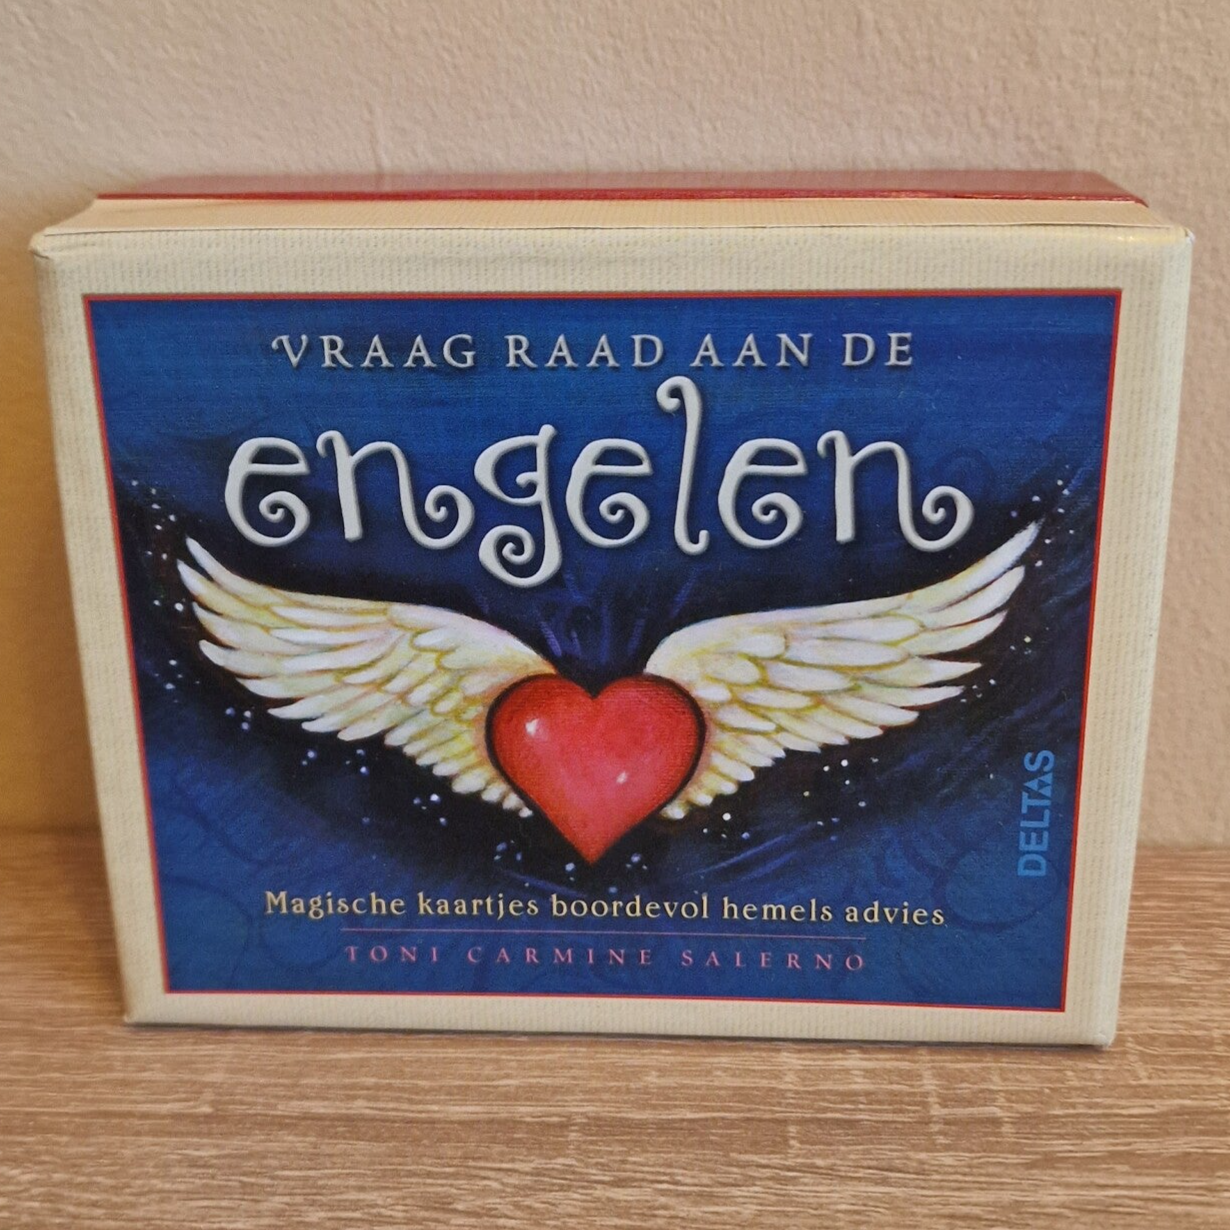 VRAAG RAAD AAN DE
engelen
DELTAS
Magische kaartjes boordevol hemels advies
TONI CARMINE SALERNO